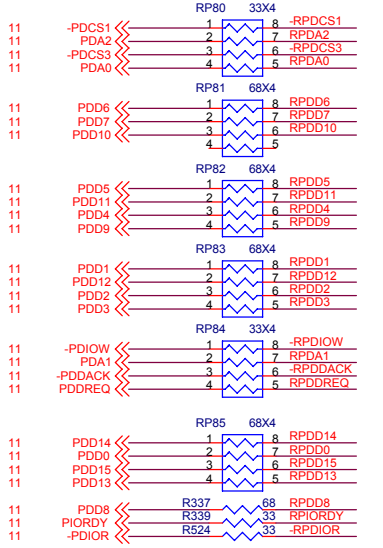 RP80 33X4
11 -PDCS1 1 8 -RPDCS1
11 PDA2 2 7 RPDA2
11 -PDCS3 3 6 -RPDCS3
11 PDA0 4 5 RPDA0
RP81 68X4
11 PDD6 1 8 RPDD6
11 PDD7 2 7 RPDD7
11 PDD10 3 6 RPDD10
4 5
RP82 68X4
11 PDD5 1 8 RPDD5
11 PDD11 2 7 RPDD11
11 PDD4 3 6 RPDD4
11 PDD9 4 5 RPDD9
RP83 68X4
11 PDD1 1 8 RPDD1
11 PDD12 2 7 RPDD12
11 PDD2 3 6 RPDD2
11 PDD3 4 5 RPDD3
RP84 33X4
11 -PDIOW 1 8 -RPDIOW
11 PDA1 2 7 RPDA1
11 -PDDACK 3 6 -RPDDACK
11 PDDREQ 4 5 RPDDREQ
RP85 68X4
11 PDD14 1 8 RPDD14
11 PDD0 2 7 RPDD0
11 PDD15 3 6 RPDD15
11 PDD13 4 5 RPDD13
11 PDD8 R337 68 RPDD8
11 PIORDY R339 33 RPIORDY
11 -PDIOR R524 33 -RPDIOR